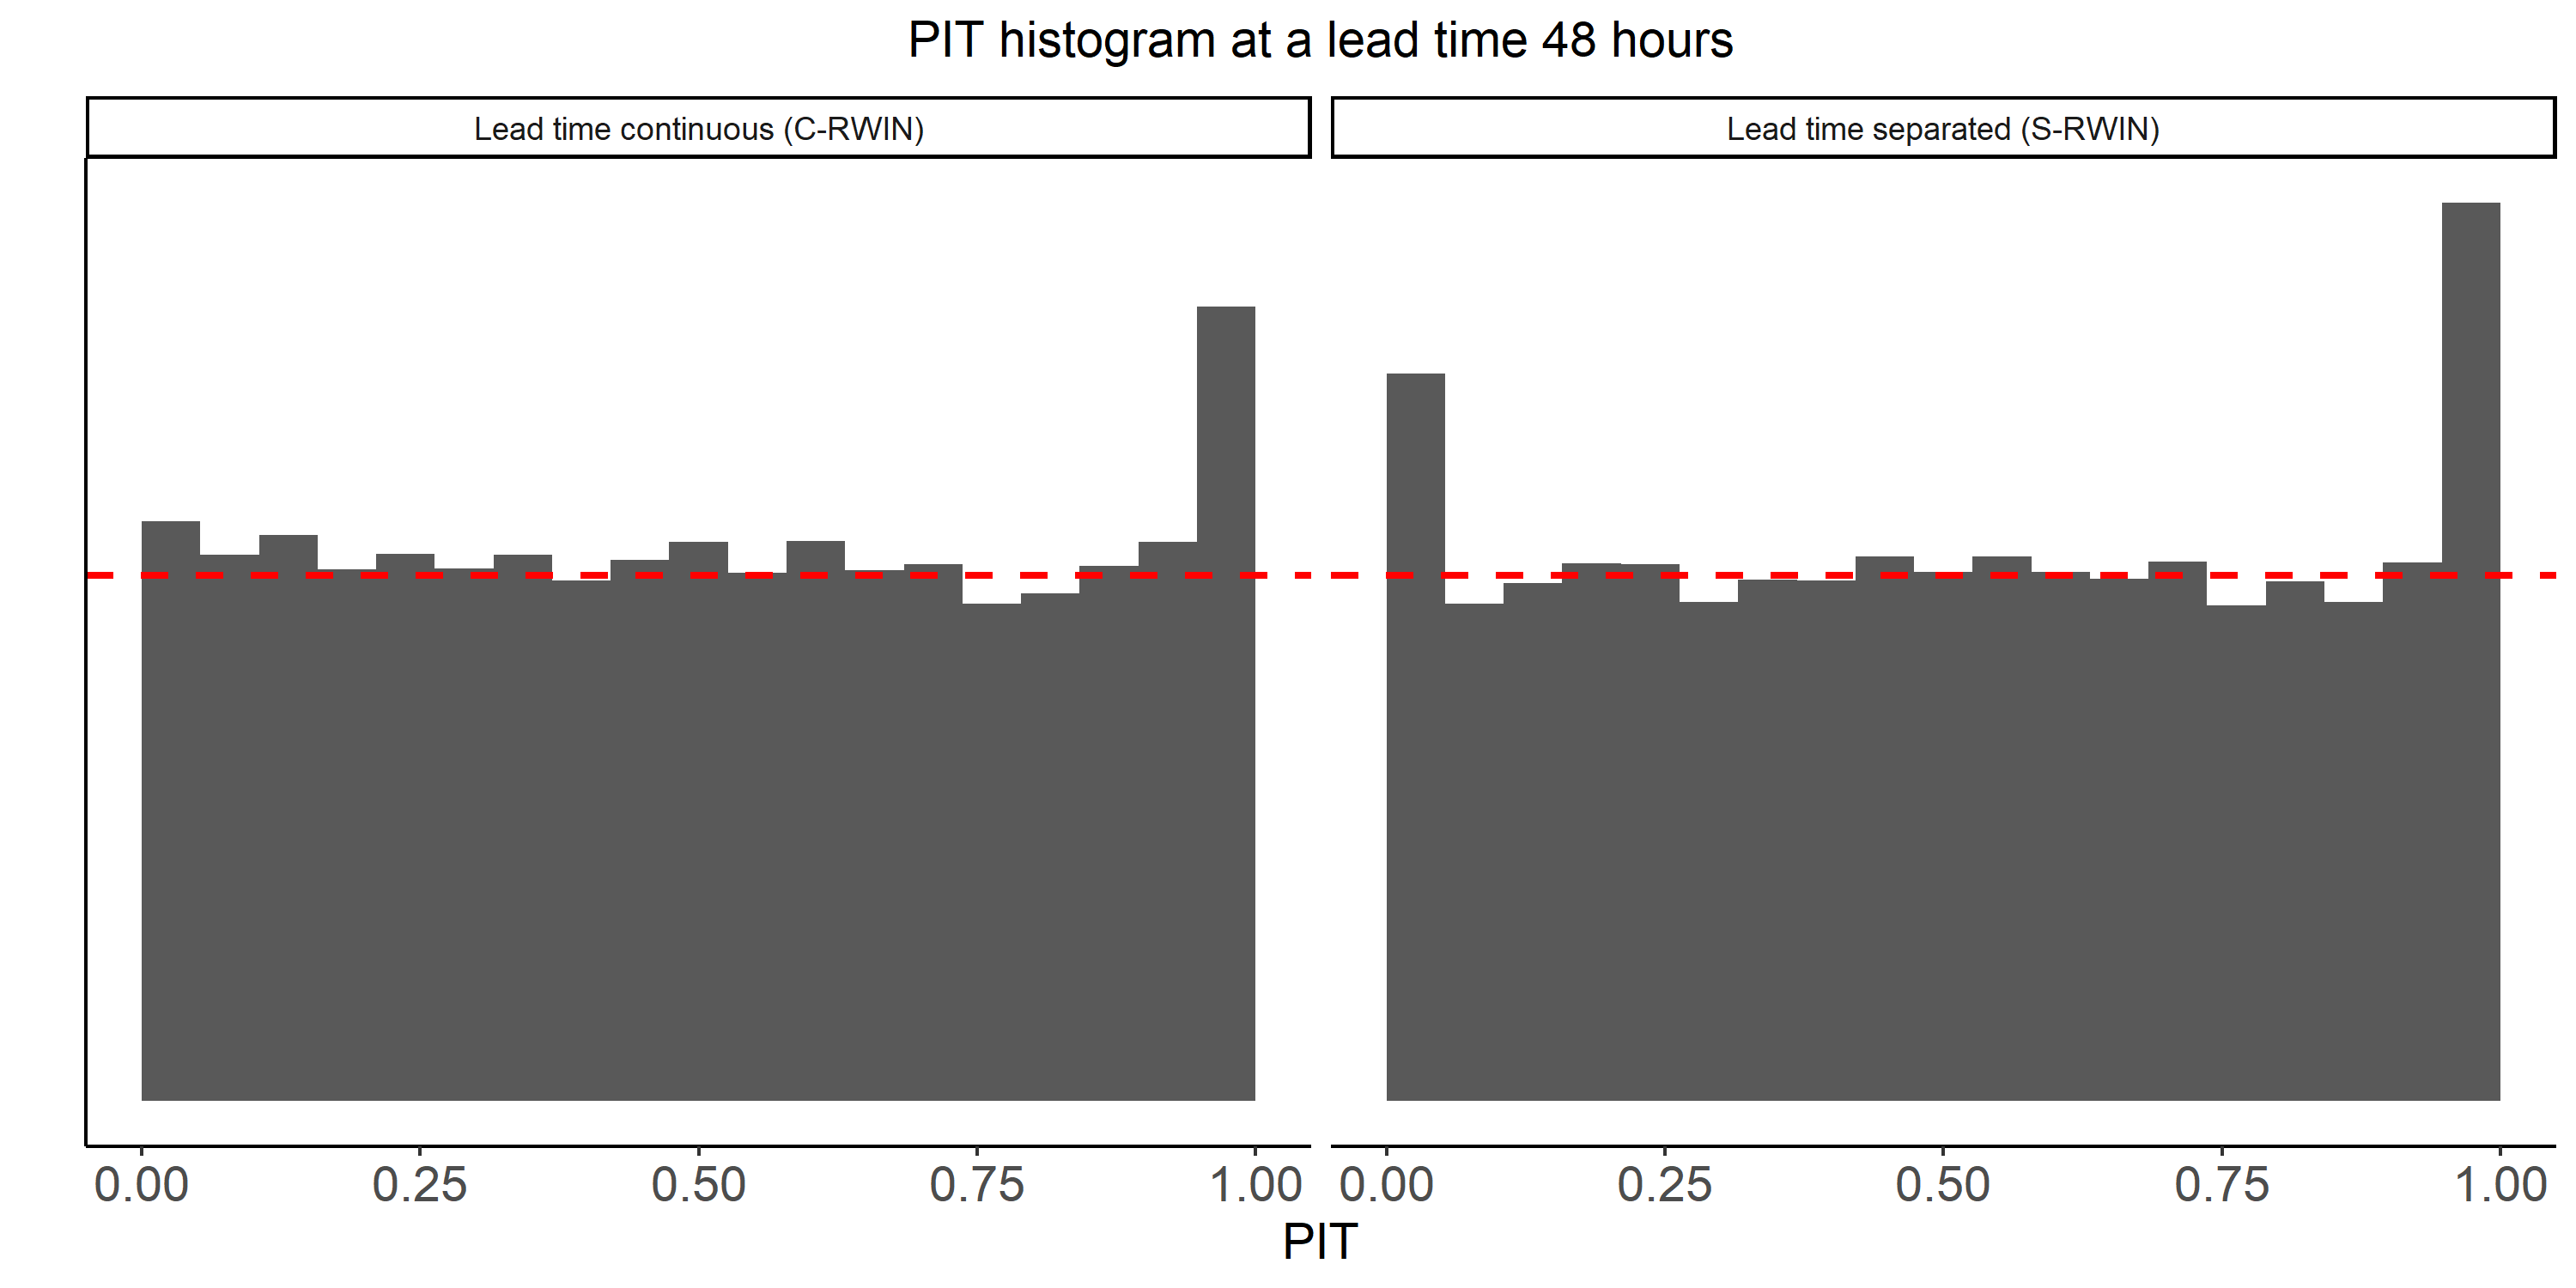 PIT histogram at a lead time 48 hours
Lead time continuous (C-RWIN)
Lead time separated (S-RWIN)
0.00 0.25 0.50 0.75 1.00 0.00 0.25 0.50 0.75 1.00
PIT